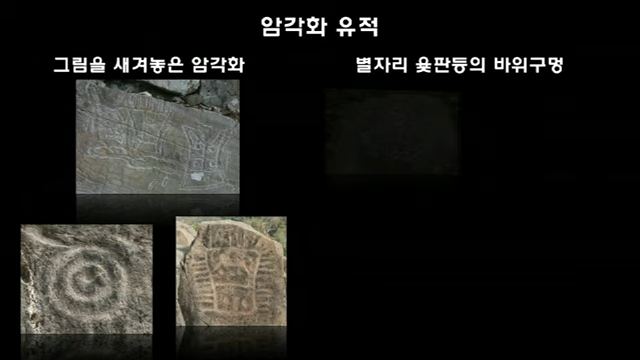 암각화 유적
그림을 새겨놓은 암각화
별자리 윷판등의 바위구멍